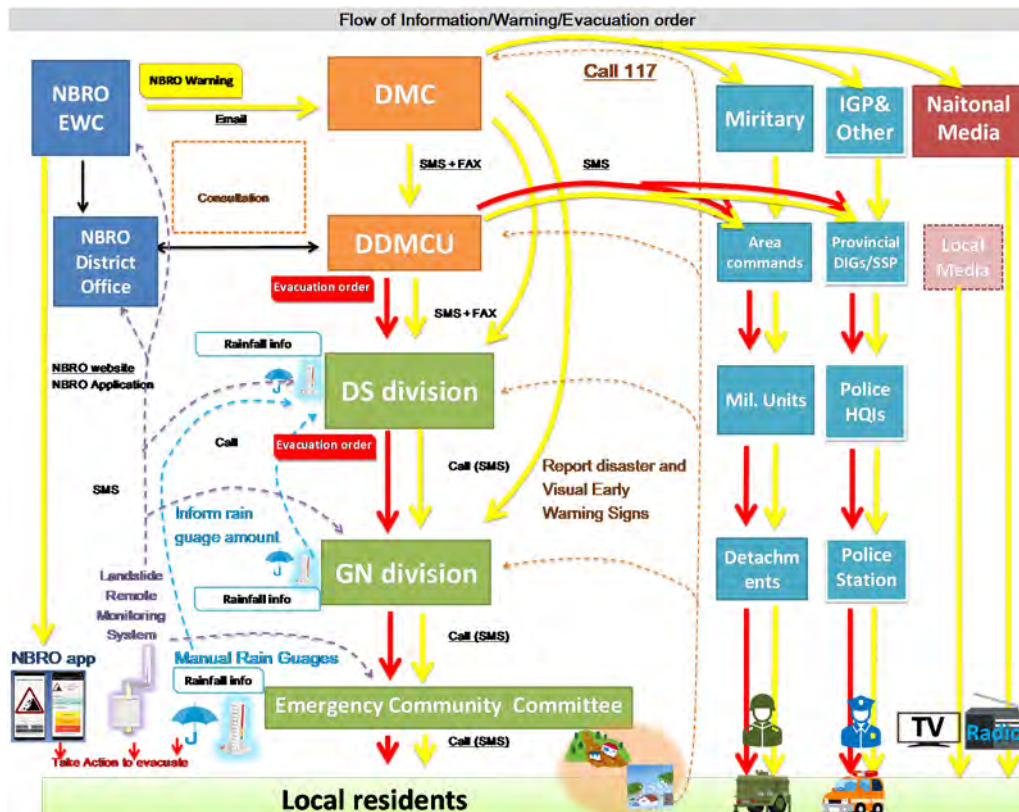 Flow of Information/Warning/Evacuation order
NBRO
EWC
NBRO Warning
Email
DMC
Call 117
Miritary
IGP&
Other
Naitonal
Media
SMS + FAX
SMS
Consultation
NBRO
District
Office
DDMCU
Area
commands
Provincial
DIGs/SSP
Local
Media
Evacuation order
SMS + FAX
Rainfall info
NBRO website
NBRO Application
DS division
Mil. Units
Police
HQIs
Call
Evacuation order
Call (SMS)
Report disaster and
Visual Early
Warning Signs
SMS
Inform rain
guage amount
GN division
Detachm
ents
Police
Station
Landslide
Remote
Monitoring
System
Rainfall info
Call (SMS)
NBRO app
Manual Rain Guages
Rainfall info
Emergency Community Committee
TV
Radio
Call (SMS)
Take Action to evacuate
Local residents